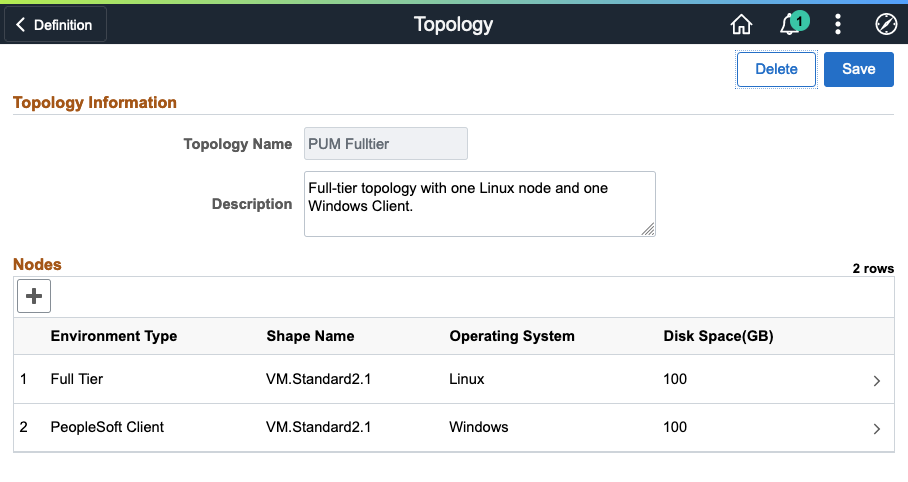 Definition
Topology
1
Delete
Save
Topology Information
Topology Name
PUM Fulltier
Description
Full-tier topology with one Linux node and one
Windows Client.
Nodes
2 rows
Environment Type Shape Name Operating System Disk Space(GB)
1 Full Tier VM.Standard2.1 Linux 100
2 PeopleSoft Client VM.Standard2.1 Windows 100